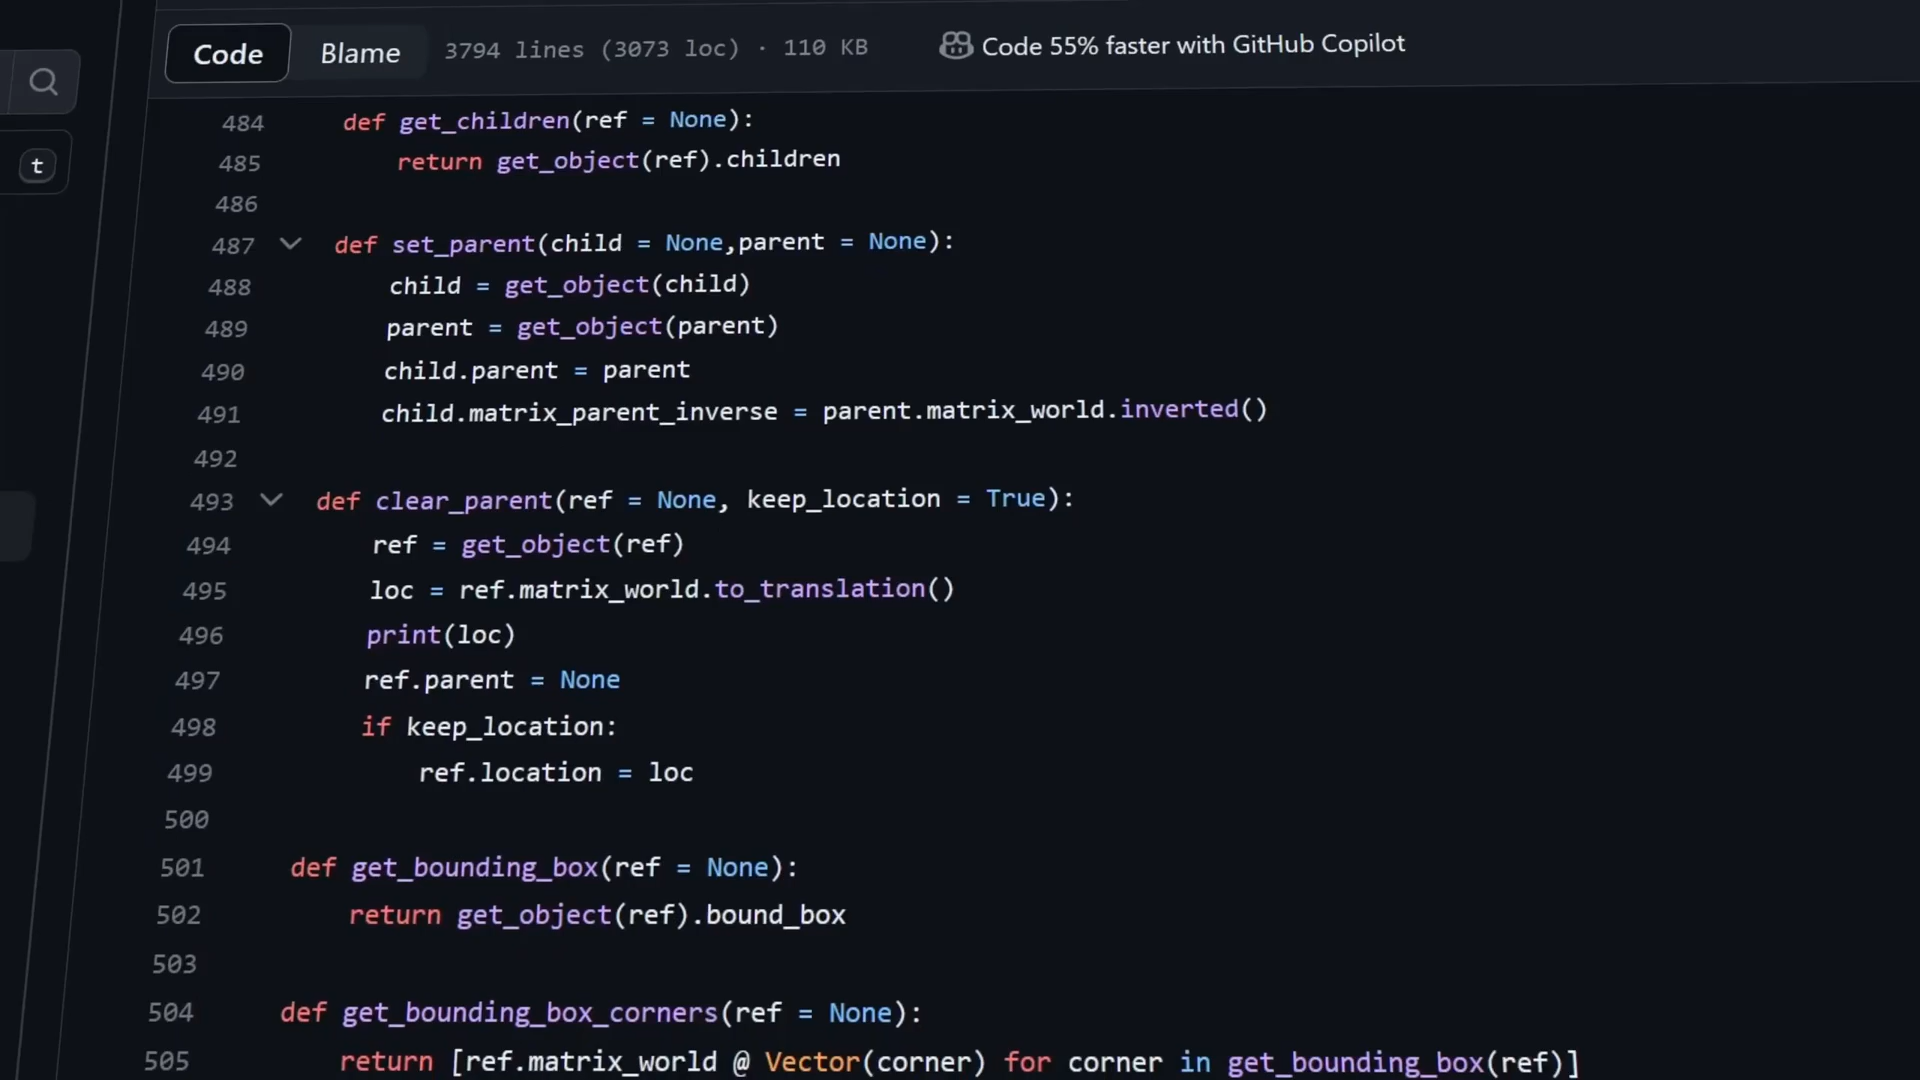 Code Blame 3794 lines (3073 loc) · 110 KB Code 55% faster with GitHub Copilot
t
484 def get_children(ref = None):
485 return get_object(ref).children
486
487 def set_parent(child = None,parent = None):
488 child = get_object(child)
489 parent = get_object(parent)
490 child.parent = parent
491 child.matrix_parent_inverse = parent.matrix_world.inverted()
492
493 def clear_parent(ref = None, keep_location = True):
494 ref = get_object(ref)
495 loc = ref.matrix_world.to_translation()
496 print(loc)
497 ref.parent = None
498 if keep_location:
499 ref.location = loc
500
501 def get_bounding_box(ref = None):
502 return get_object(ref).bound_box
503
504 def get_bounding_box_corners(ref = None):
505 return [ref.matrix_world @ Vector(corner) for corner in get_bounding_box(ref)]